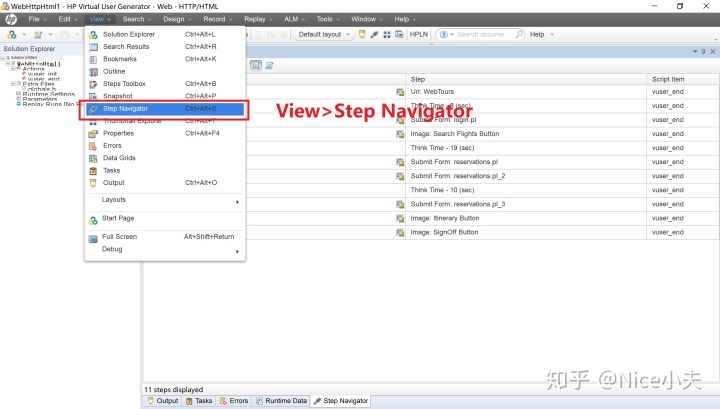 WebHttpHtml1 - HP Virtual User Generator - Web - HTTP/HTML
File Edit View Search Design Record Replay ALM Tools Window Help
Default layout HPLN Search documentat Help
Solution Explorer
Solution Untitled
WebHttpHtml1
Actions
vuser_init
vuser_end
Extra Files
globals.h
Runtime Settings
Parameters
Replay Runs (No
Solution Explorer Ctrl+Alt+L
Search Results Ctrl+Alt+R
Bookmarks Ctrl+Alt+K
Outline
Steps Toolbox Ctrl+Alt+B
Snapshot Ctrl+Alt+P
Step Navigator Ctrl+Alt+S
Thumbnail Explorer Ctrl+Alt+T
Properties Ctrl+Alt+F4
Errors
Data Grids
Tasks
Output Ctrl+Alt+O
Layouts
Start Page
Full Screen Alt+Shift+Return
Debug
View>Step Navigator
Step Script Item
Url: WebTours vuser_end
Think Time - (sec) vuser_end
Submit Form: login.pl vuser_end
Image: Search Flights Button vuser_end
Think Time - 19 (sec) vuser_end
Submit Form: reservations.pl vuser_end
Submit Form: reservations.pl_2 vuser_end
Think Time - 10 (sec) vuser_end
Submit Form: reservations.pl_3 vuser_end
Image: Itinerary Button vuser_end
Image: SignOff Button vuser_end
11 steps displayed
Output Tasks Errors Runtime Data Step Navigator
知乎 @Nice小夫